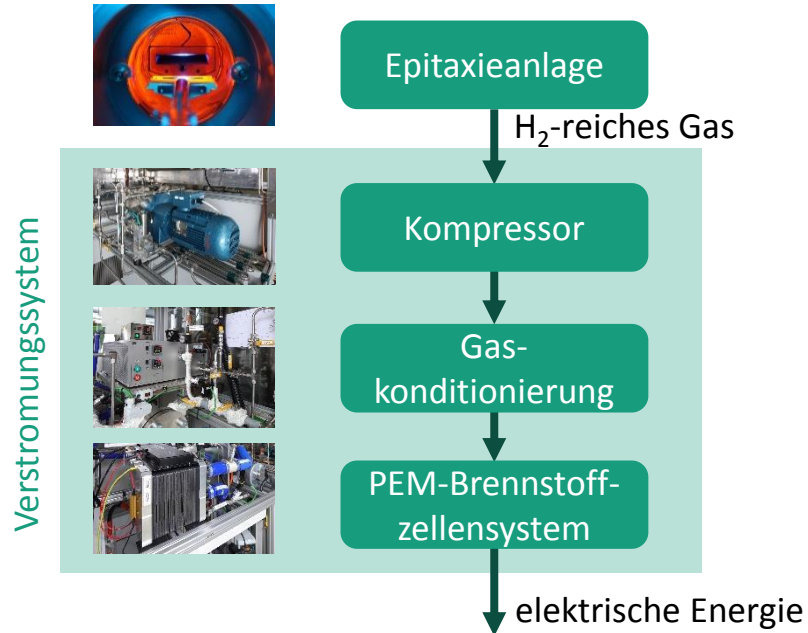 Epitaxieanlage
H₂-reiches Gas
Verstromungssystem
Kompressor
Gas-
konditionierung
PEM-Brennstoff-
zellensystem
elektrische Energie